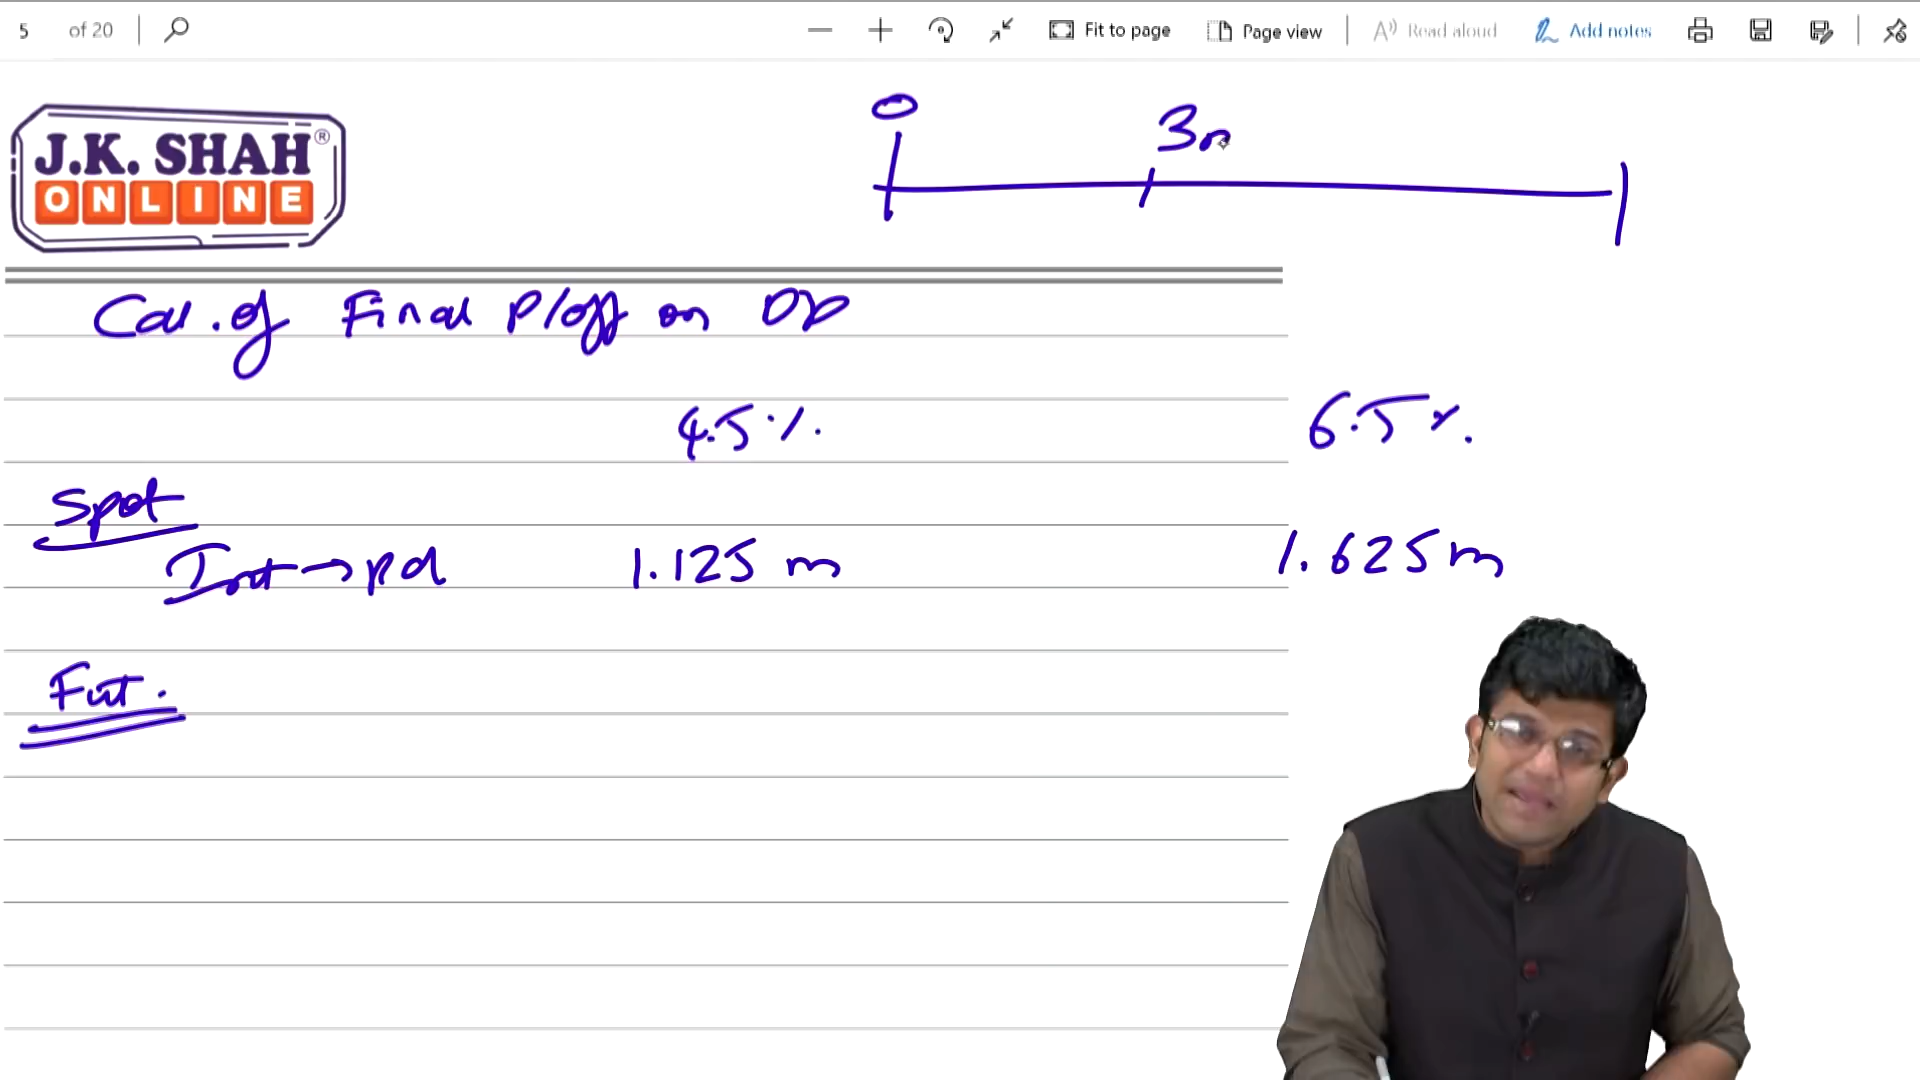 5 of 20 Fit to page Page view Read aloud Add notes
J.K. SHAH®
ONLINE
0 3m
Cal. of Final P/off on DD
4.5% 6.5%
Spot
Int → pd 1.125 m 1.625 m
Fut.